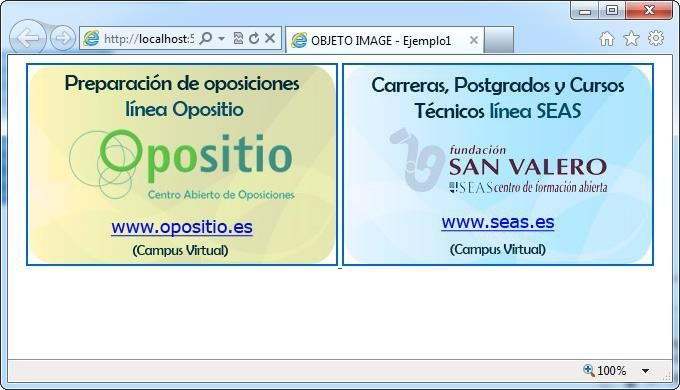 http://localhost:5
OBJETO IMAGE - Ejemplo1
Preparación de oposiciones
línea Opositio
Opositio
Centro Abierto de Oposiciones
www.opositio.es
(Campus Virtual)
Carreras, Postgrados y Cursos
Técnicos línea SEAS
fundación
SAN VALERO
SEAS centro de formación abierta
www.seas.es
(Campus Virtual)
100%